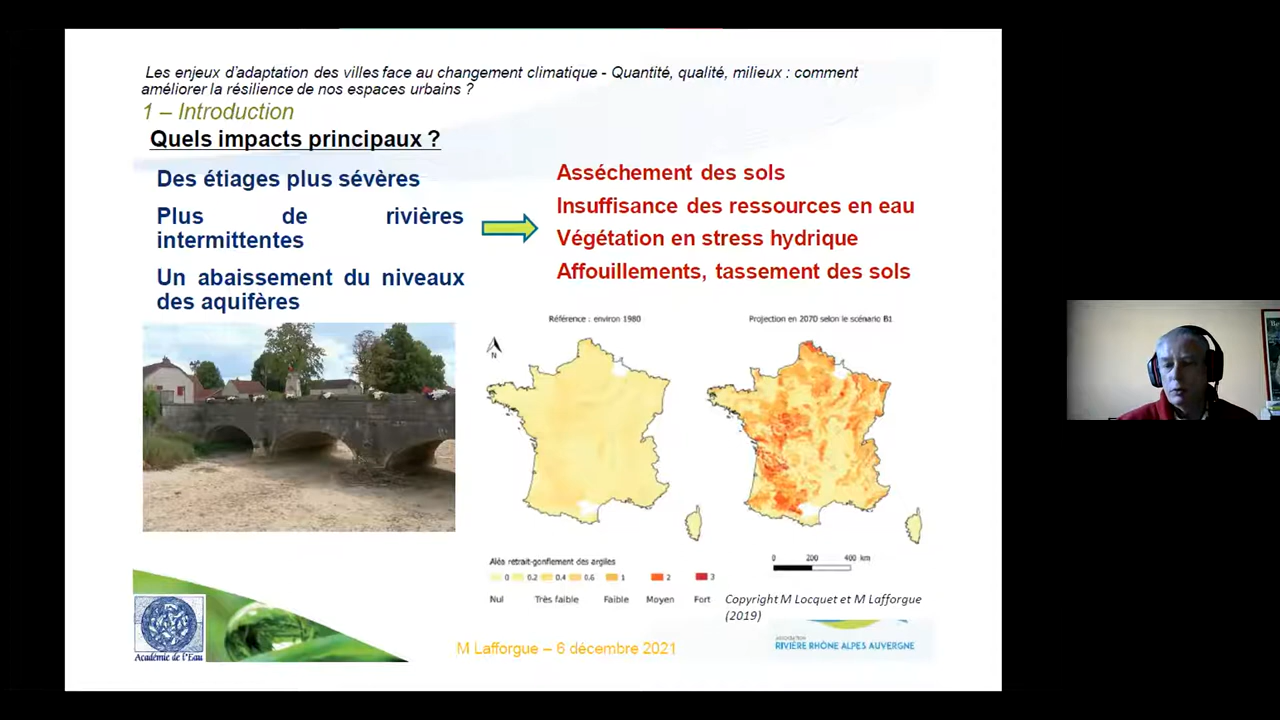 Les enjeux d'adaptation des villes face au changement climatique - Quantité, qualité, milieux : comment
améliorer la résilience de nos espaces urbains ?
1 – Introduction
Quels impacts principaux ?
Des étiages plus sévères
Plus de rivières
intermittentes
Un abaissement du niveaux
des aquifères
Asséchement des sols
Insuffisance des ressources en eau
Végétation en stress hydrique
Affouillements, tassement des sols
Référence : environ 1980
Projection en 2070 selon le scénario B1
N
Aléa retrait-gonflement des argiles
0 0.2 0.4 0.6 1 2 3
Nul Très faible Faible Moyen Fort
0 200 400 km
Copyright M Locquet et M Lafforgue
(2019)
Académie de l'Eau
M Lafforgue – 6 décembre 2021
ASSOCIATION
RIVIÈRE RHÔNE ALPES AUVERGNE